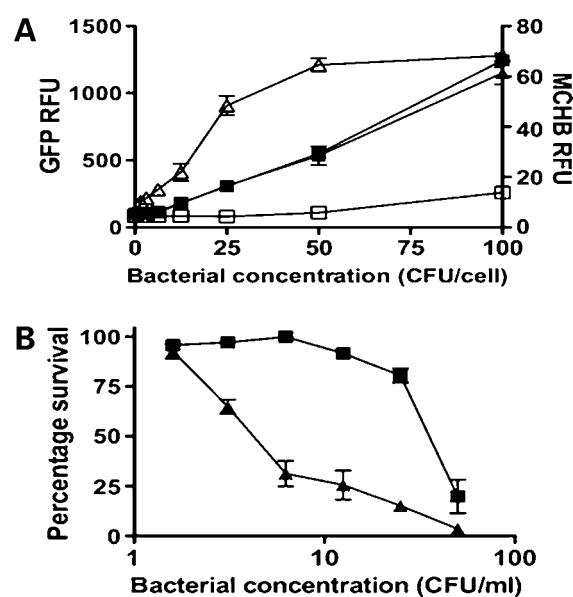 A
1500
1000
500
0
GFP RFU
80
60
40
20
0
MCHB RFU
0 25 50 75 100
Bacterial concentration (CFU/cell)
B
100
75
50
25
0
Percentage survival
1 10 100
Bacterial concentration (CFU/ml)